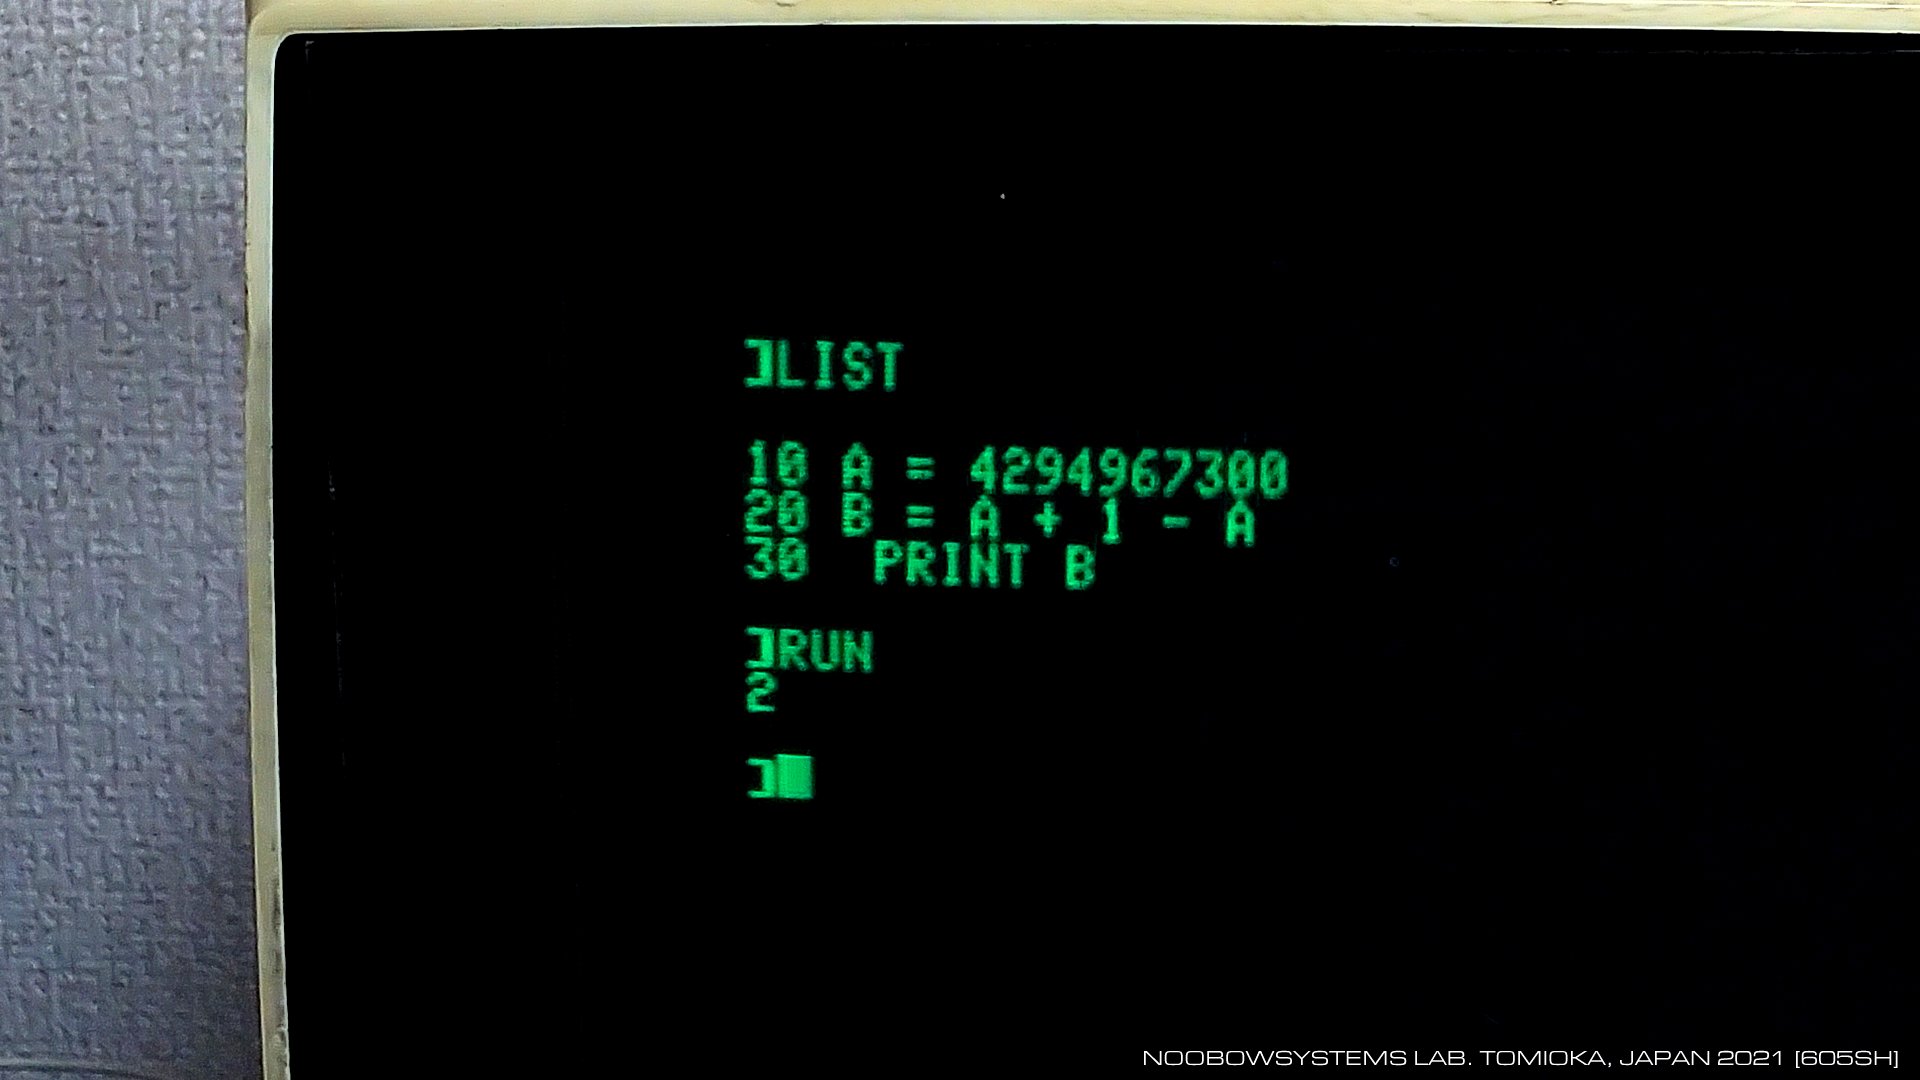 ]LIST
10 A = 4294967300
20 B = A + 1 - A
30  PRINT B
]RUN
2
]
NOOBOWSYSTEMS LAB. TOMIOKA, JAPAN 2021 [605SH]